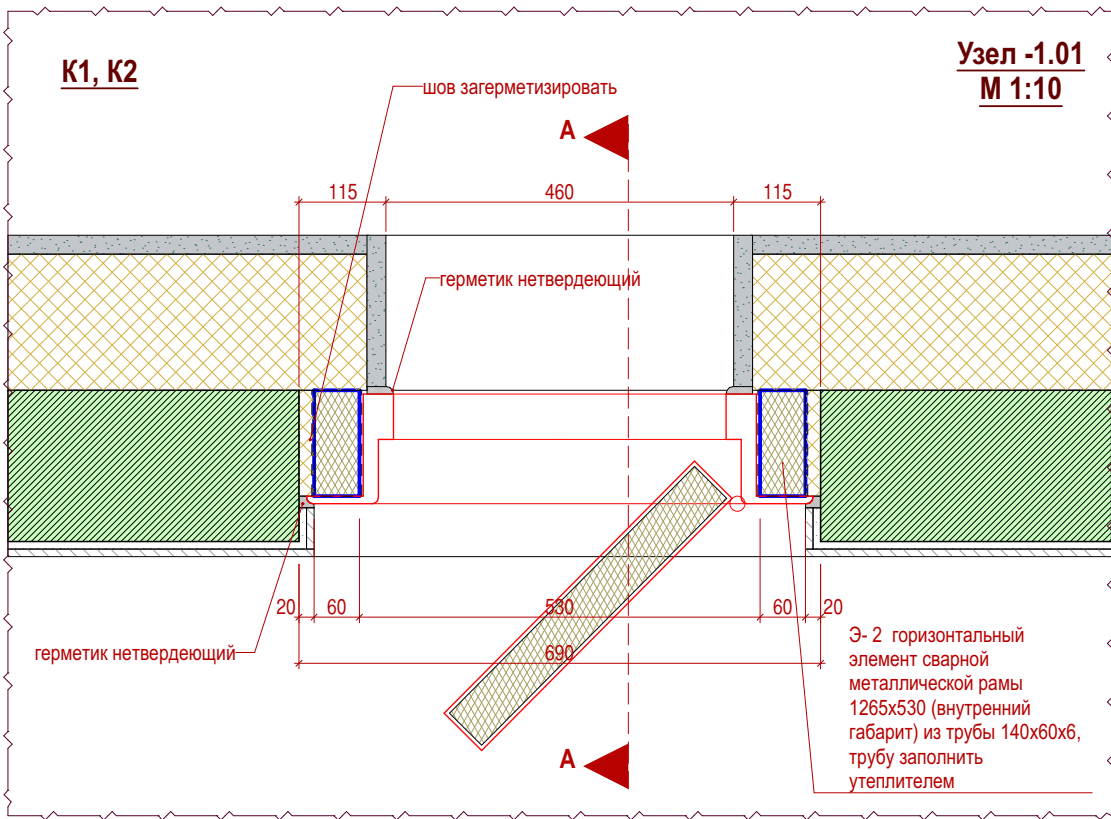 К1, К2
Узел -1.01
М 1:10
шов загерметизировать
А
115
460
115
герметик нетвердеющий
20
60
530
60
20
герметик нетвердеющий
690
Э- 2 горизонтальный
элемент сварной
металлической рамы
1265х530 (внутренний
габарит) из трубы 140х60х6,
трубу заполнить
утеплителем
А